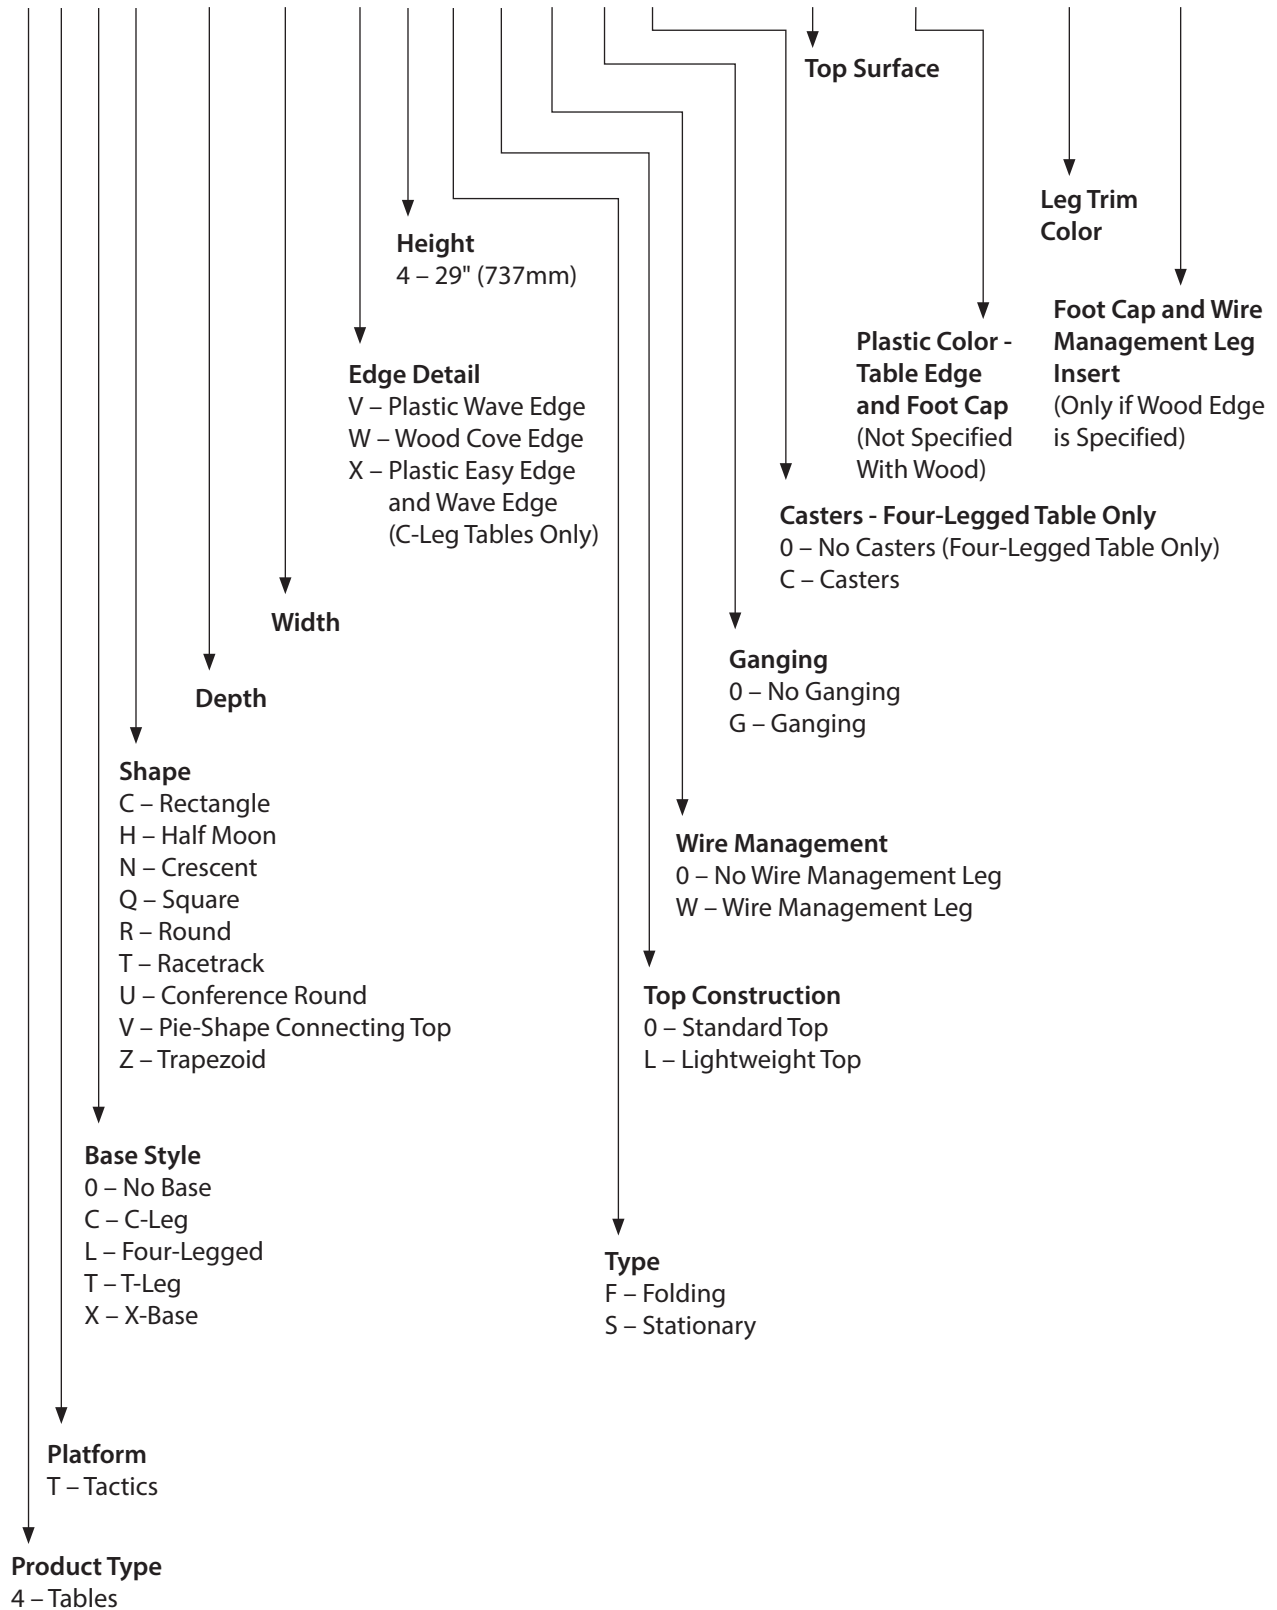 Top Surface
Leg Trim
Color
Height
4 – 29" (737mm)
Foot Cap and Wire
Management Leg
Insert
(Only if Wood Edge
is Specified)
Plastic Color -
Table Edge
and Foot Cap
(Not Specified
With Wood)
Edge Detail
V – Plastic Wave Edge
W – Wood Cove Edge
X – Plastic Easy Edge
and Wave Edge
(C-Leg Tables Only)
Casters - Four-Legged Table Only
0 – No Casters (Four-Legged Table Only)
C – Casters
Width
Ganging
0 – No Ganging
G – Ganging
Depth
Shape
C – Rectangle
H – Half Moon
N – Crescent
Q – Square
R – Round
T – Racetrack
U – Conference Round
V – Pie-Shape Connecting Top
Z – Trapezoid
Wire Management
0 – No Wire Management Leg
W – Wire Management Leg
Top Construction
0 – Standard Top
L – Lightweight Top
Base Style
0 – No Base
C – C-Leg
L – Four-Legged
T – T-Leg
X – X-Base
Type
F – Folding
S – Stationary
Platform
T – Tactics
Product Type
4 – Tables